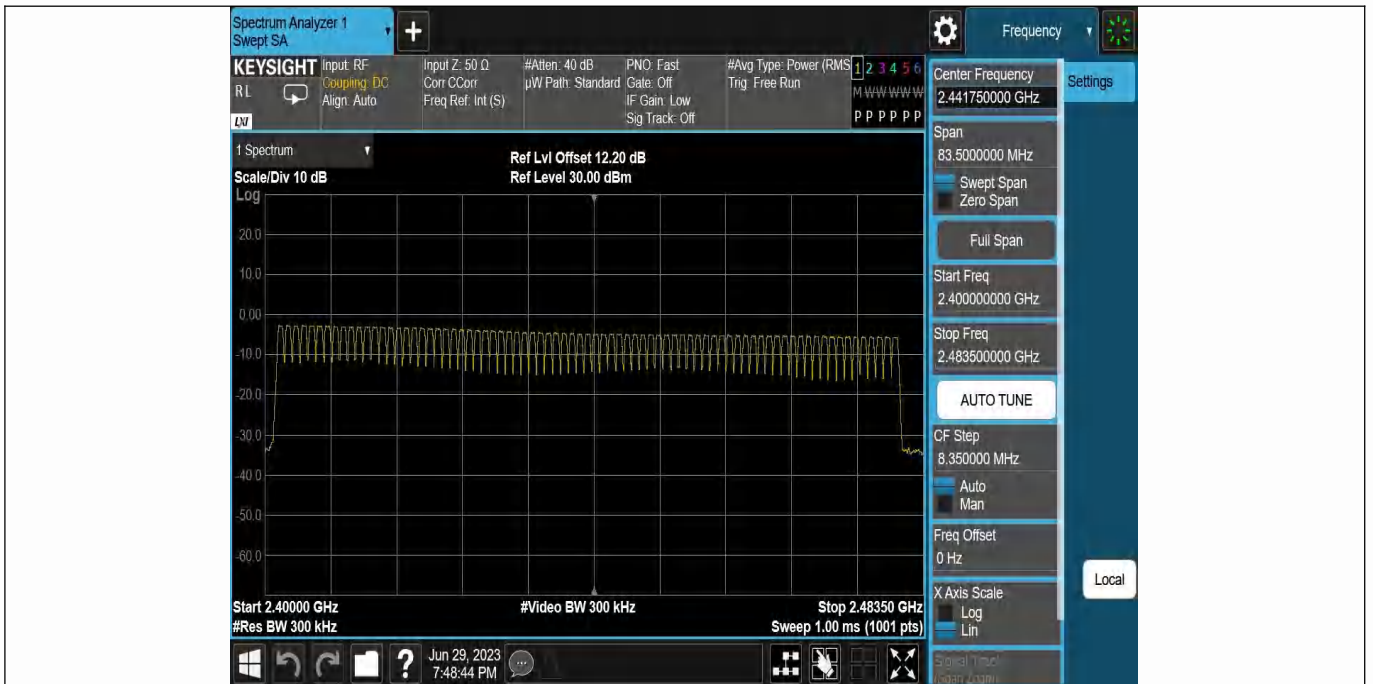 Spectrum Analyzer 1
Swept SA
+
Frequency
KEYSIGHT
RL
LXI
Input: RF
Coupling: DC
Align: Auto
Input Z: 50 Ω
Corr CCorr
Freq Ref: Int (S)
#Atten: 40 dB
µW Path: Standard
PNO: Fast
Gate: Off
IF Gain: Low
Sig Track: Off
#Avg Type: Power (RMS
Trig: Free Run
1 2 3 4 5 6
M W W W W W
P P P P P P
1 Spectrum
Scale/Div 10 dB
Log
Ref Lvl Offset 12.20 dB
Ref Level 30.00 dBm
20.0
10.0
0.00
-10.0
-20.0
-30.0
-40.0
-50.0
-60.0
Start 2.40000 GHz
#Res BW 300 kHz
#Video BW 300 kHz
Stop 2.48350 GHz
Sweep 1.00 ms (1001 pts)
Center Frequency
2.441750000 GHz
Settings
Span
83.5000000 MHz
Swept Span
Zero Span
Full Span
Start Freq
2.400000000 GHz
Stop Freq
2.483500000 GHz
AUTO TUNE
CF Step
8.350000 MHz
Auto
Man
Freq Offset
0 Hz
X Axis Scale
Log
Lin
Signal Track
(Span Zoom)
Local
?
Jun 29, 2023
7:48:44 PM